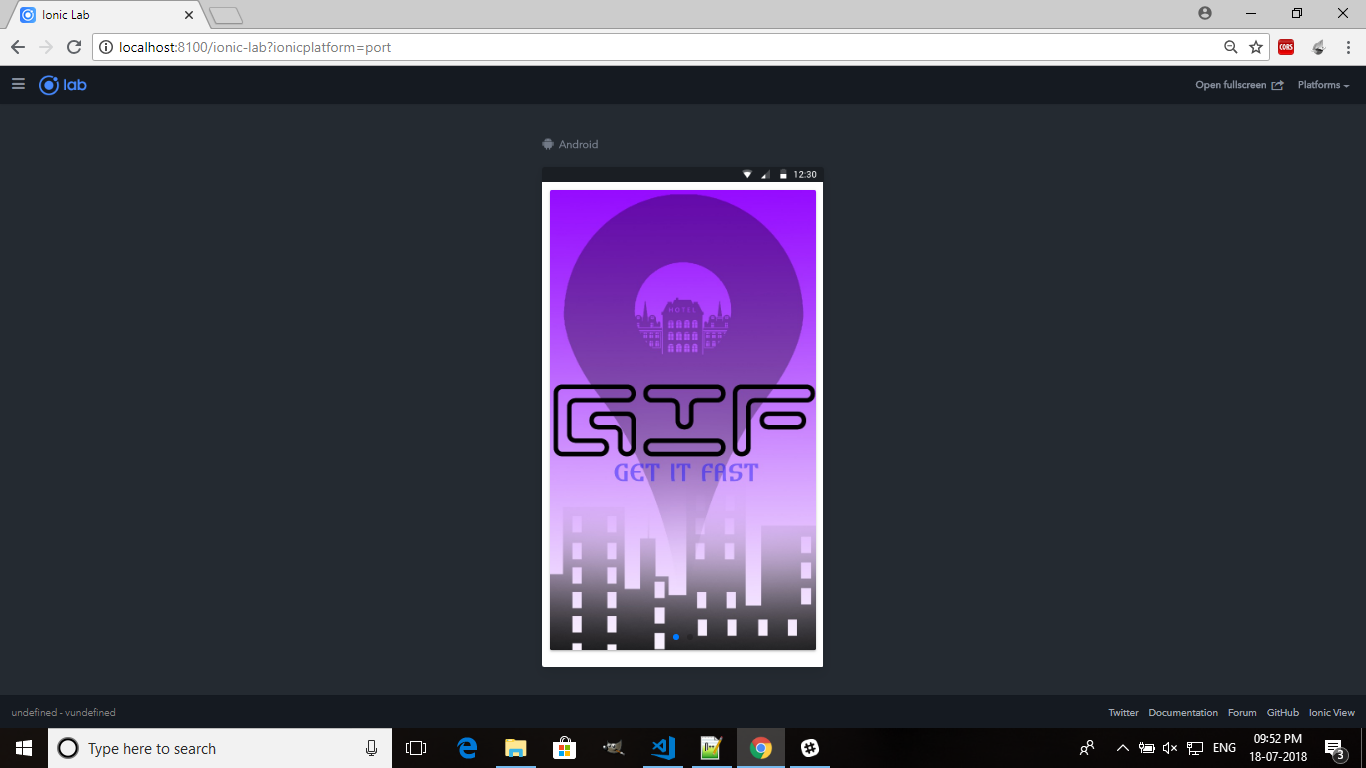 Ionic Lab
localhost:8100/ionic-lab?ionicplatform=port
CORS
lab
Open fullscreen
Platforms
Android
12:30
HOTEL
GIF
GET IT FAST
undefined - vundefined
Twitter Documentation Forum GitHub Ionic View
Type here to search
ENG
09:52 PM
18-07-2018
3